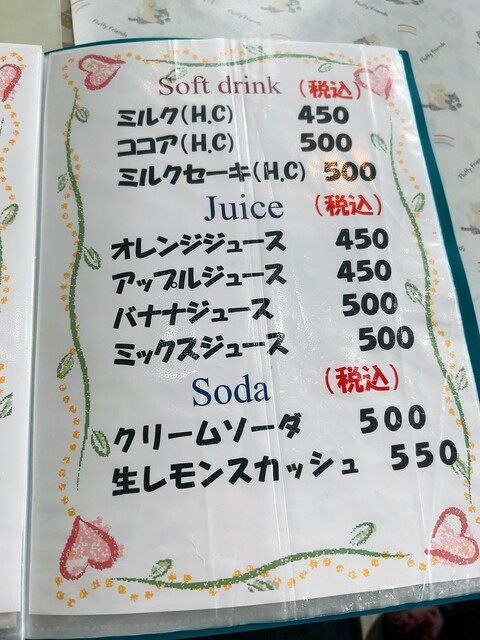 Soft drink (税込)
ミルク(H.C) 450
ココア(H.C) 500
ミルクセーキ(H.C) 500
Juice (税込)
オレンジジュース 450
アップルジュース 450
バナナジュース 500
ミックスジュース 500
Soda (税込)
クリームソーダ 500
生レモンスカッシュ 550
Fluffy Friends